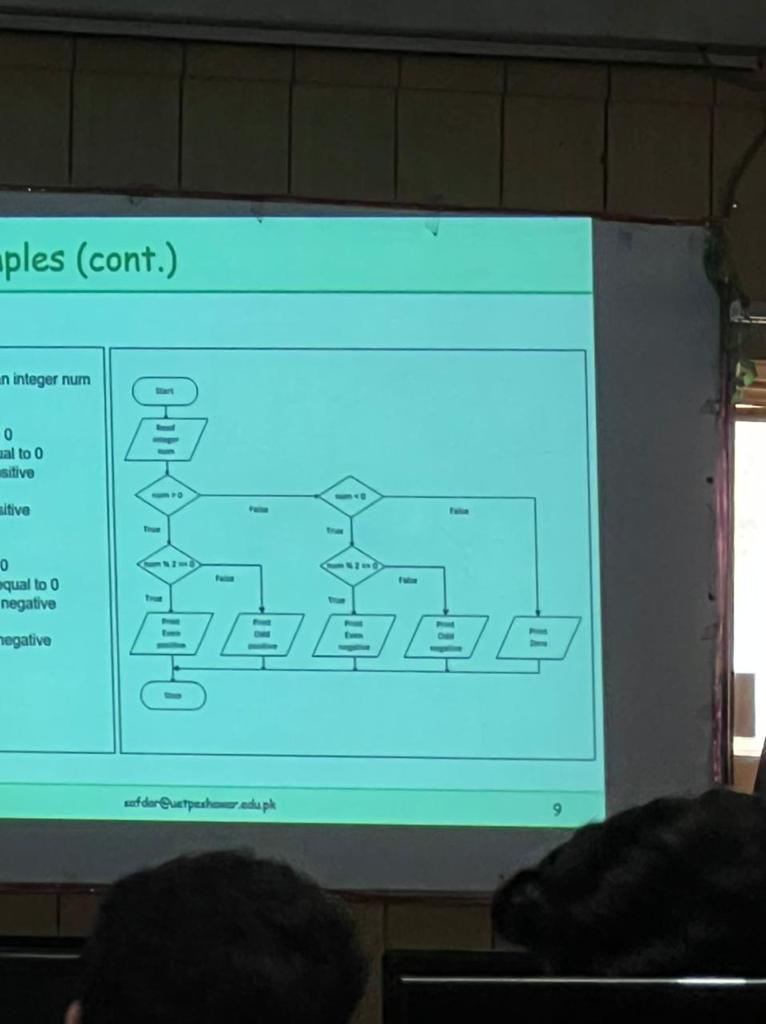 ples (cont.)
n integer num
0
al to 0
sitive
sitive
0
equal to 0
negative
negative
Start
Read
integer
num
num > 0
False
num < 0
False
True
True
num % 2 == 0
False
num % 2 == 0
False
True
True
Print
Even
positive
Print
Odd
positive
Print
Even
negative
Print
Odd
negative
Print
Zero
Stop
safdar@uetpeshawar.edu.pk
9